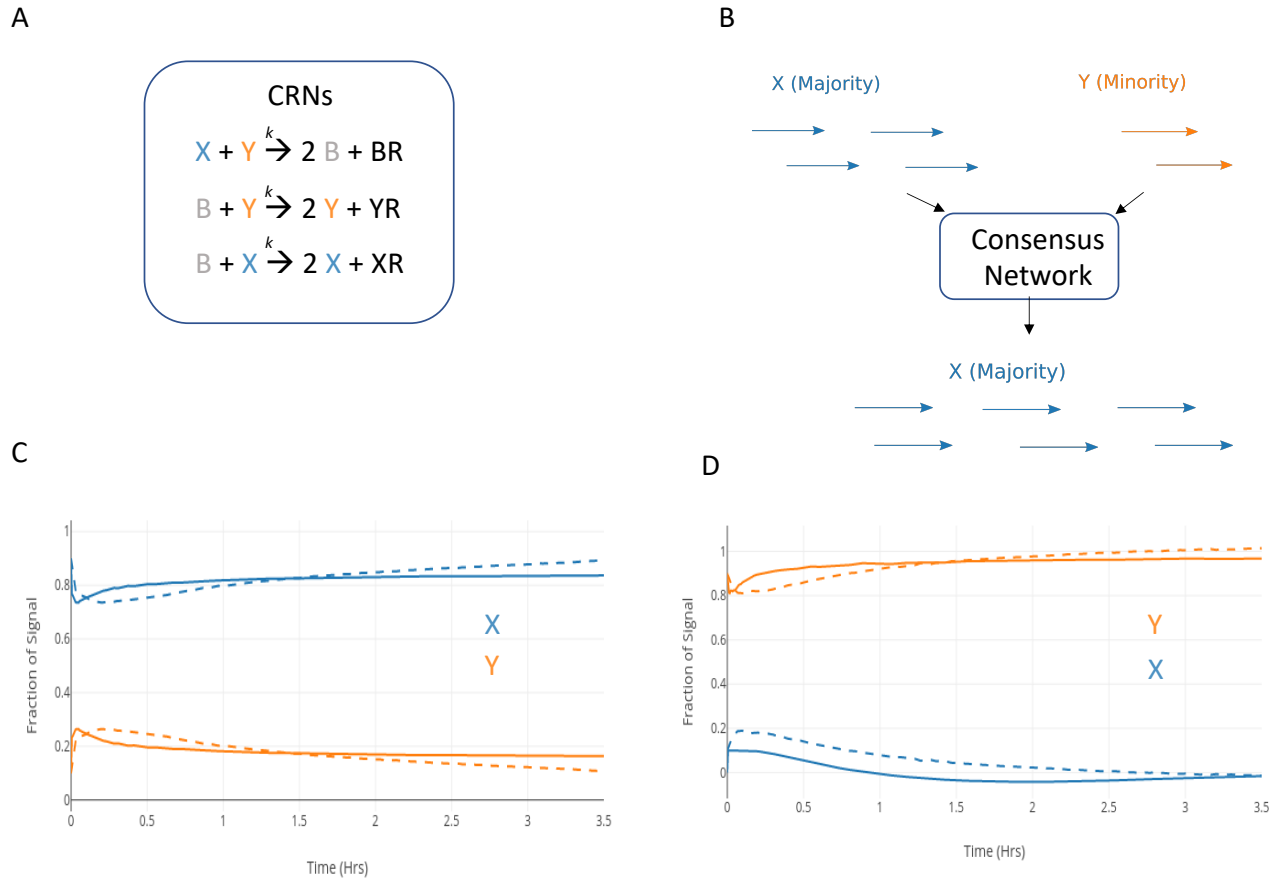 A
CRNs
k
X + Y → 2 B + BR
k
B + Y → 2 Y + YR
k
B + X → 2 X + XR
B
X (Majority)
Y (Minority)
Consensus
Network
X (Majority)
C
Fraction of Signal
1
0.8
0.6
0.4
0.2
0
X
Y
0
0.5
1
1.5
2
2.5
3
3.5
Time (Hrs)
D
Fraction of Signal
1
0.8
0.6
0.4
0.2
0
Y
X
0
0.5
1
1.5
2
2.5
3
3.5
Time (Hrs)